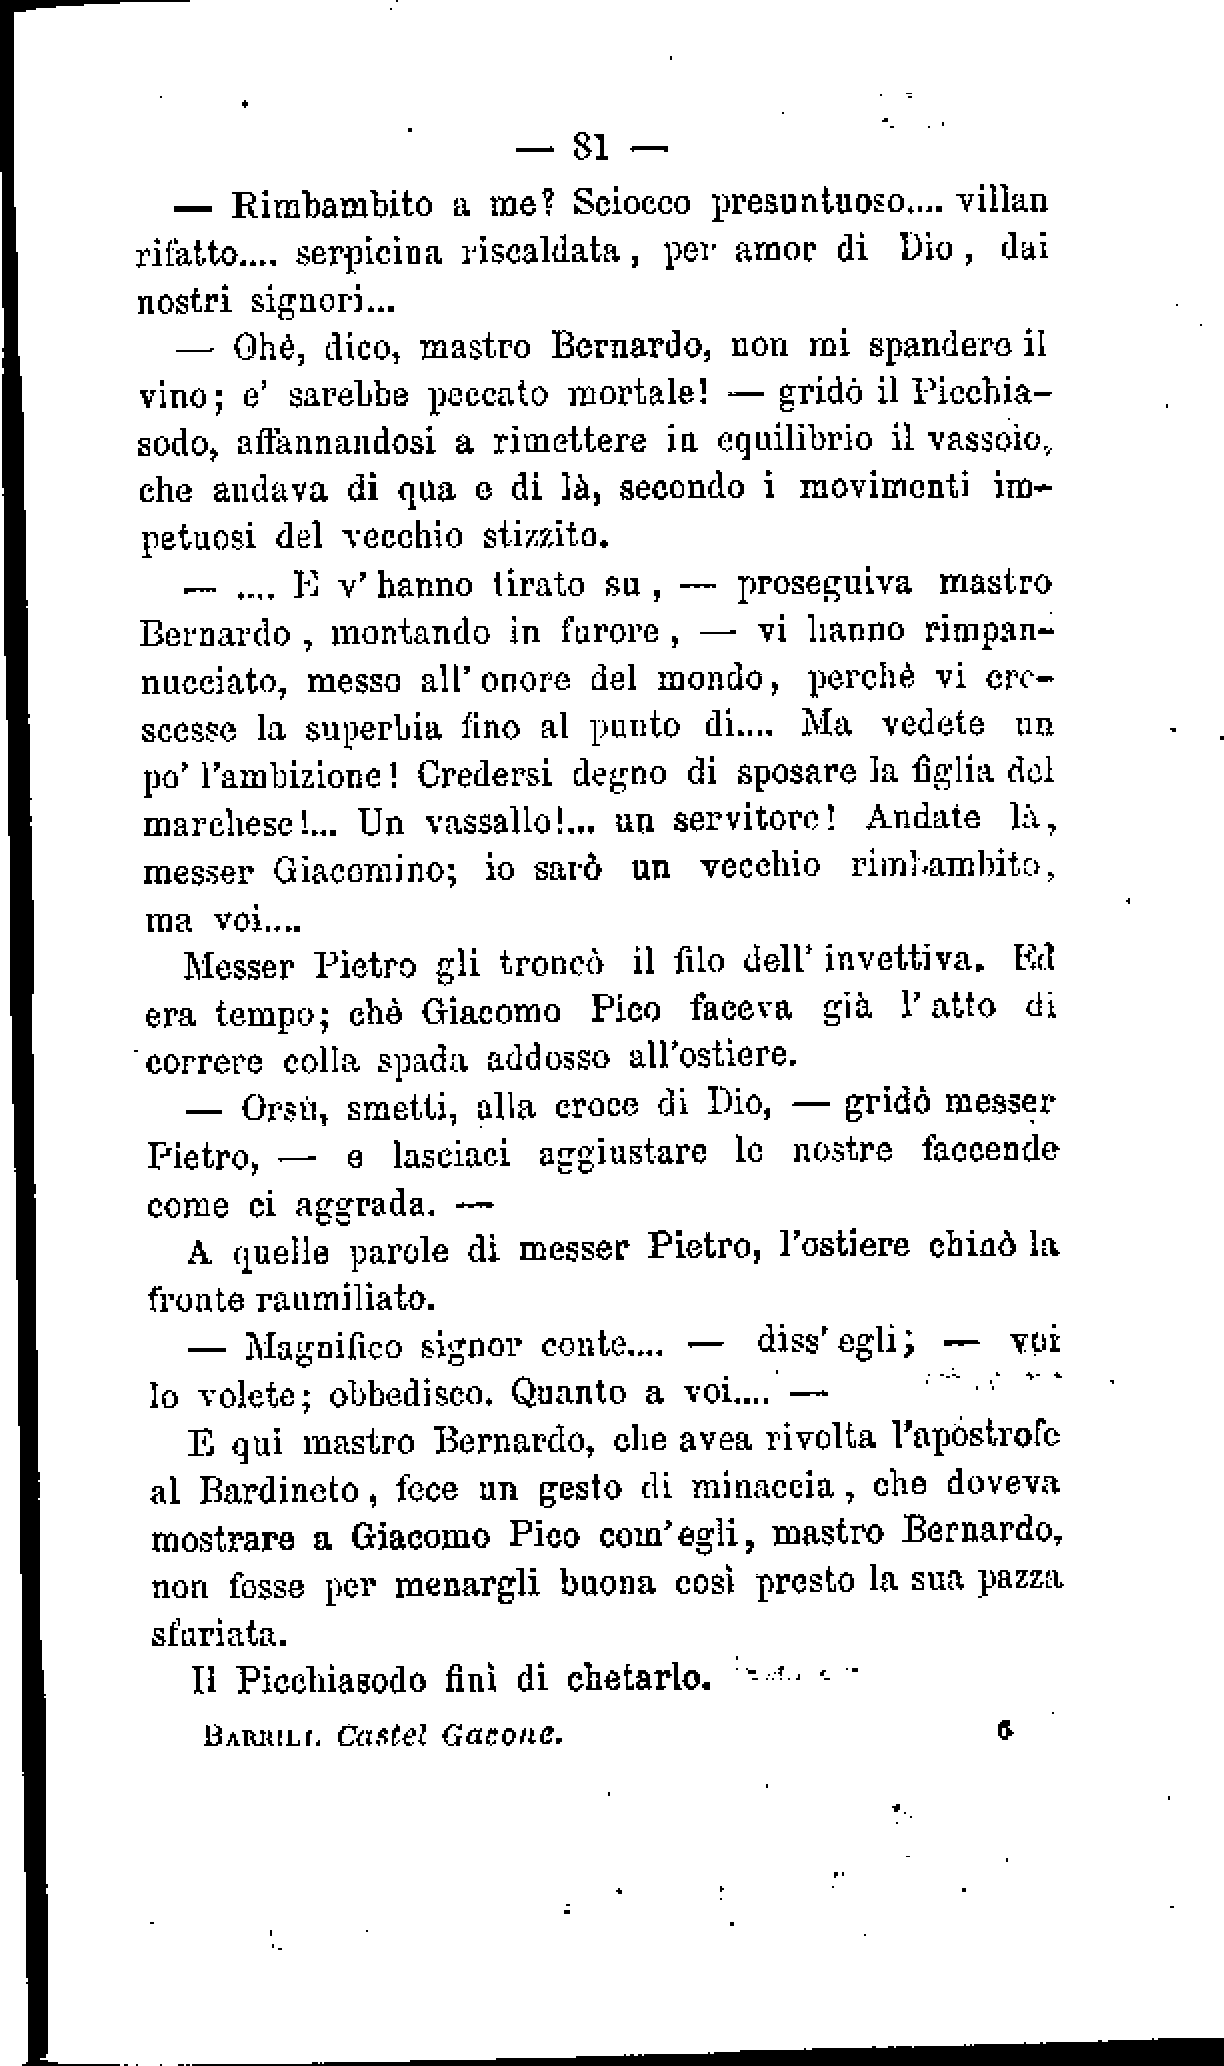 — 81 —
— Rimbambito a me? Sciocco presuntuoso.... villan
rifatto.... serpicina riscaldata, per amor di Dio, dai
nostri signori...
— Ohè, dico, mastro Bernardo, non mi spandere il
vino; e' sarebbe peccato mortale! — gridò il Picchia-
sodo, affannandosi a rimettere in equilibrio il vassoio,
che andava di qua e di là, secondo i movimenti im-
petuosi del vecchio stizzito.
— .... E v' hanno tirato su, — proseguiva mastro
Bernardo, montando in furore, — vi hanno rimpan-
nucciato, messo all' onore del mondo, perchè vi cre-
scesse la superbia fino al punto di.... Ma vedete un
po' l'ambizione! Credersi degno di sposare la figlia del
marchese!... Un vassallo!... un servitore! Andate là,
messer Giacomino; io sarò un vecchio rimbambito,
ma voi....
Messer Pietro gli troncò il filo dell' invettiva. Ed
era tempo; chè Giacomo Pico faceva già l' atto di
correre colla spada addosso all'ostiere.
— Orsù, smetti, alla croce di Dio, — gridò messer
Pietro, — e lasciaci aggiustare le nostre faccende
come ci aggrada. —
A quelle parole di messer Pietro, l'ostiere chinò la
fronte raumiliato.
— Magnifico signor conte.... — diss' egli; — voi
lo volete; obbedisco. Quanto a voi.... —
E qui mastro Bernardo, che avea rivolta l'apostrofe
al Bardineto, fece un gesto di minaccia, che doveva
mostrare a Giacomo Pico com' egli, mastro Bernardo,
non fosse per menargli buona così presto la sua pazza
sfuriata.
Il Picchiasodo finì di chetarlo.
BARRILI. Castel Gavone. 6